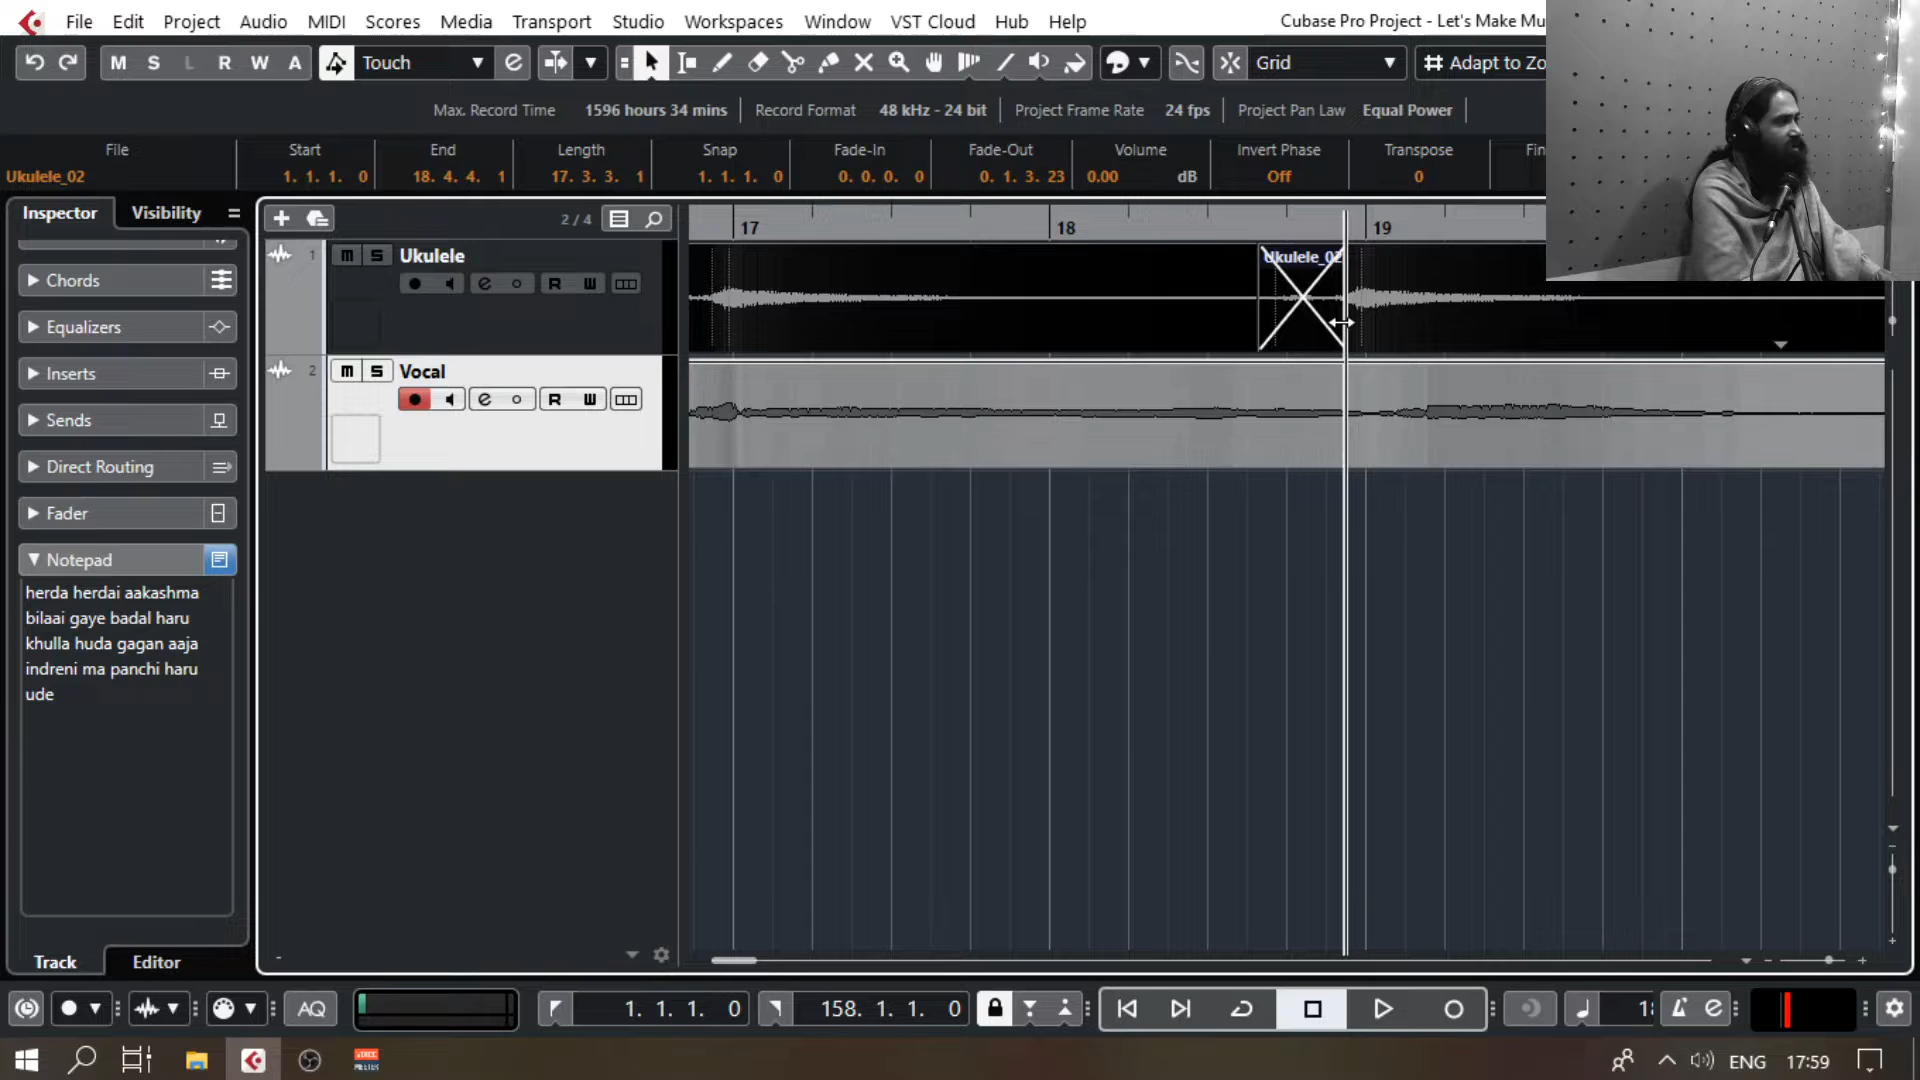 File Edit Project Audio MIDI Scores Media Transport Studio Workspaces Window VST Cloud Hub Help
Cubase Pro Project - Let's Make Mu
M S L R W A Touch Grid Adapt to Zo
Max. Record Time 1596 hours 34 mins Record Format 48 kHz - 24 bit Project Frame Rate 24 fps Project Pan Law Equal Power
File Start End Length Snap Fade-In Fade-Out Volume Invert Phase Transpose Fin
Ukulele_02 1. 1. 1. 0 18. 4. 4. 1 17. 3. 3. 1 1. 1. 1. 0 0. 0. 0. 0 0. 1. 3. 23 0.00 dB Off 0
Inspector Visibility
2 / 4
17 18 19
1 m S Ukulele
R W
Ukulele_02
2 m S Vocal
R W
Chords
Equalizers
Inserts
Sends
Direct Routing
Fader
Notepad
herda herdai aakashma
bilaai gaye badal haru
khulla huda gagan aaja
indreni ma panchi haru
ude
Track Editor
AQ 1. 1. 1. 0 158. 1. 1. 0
ENG 17:59